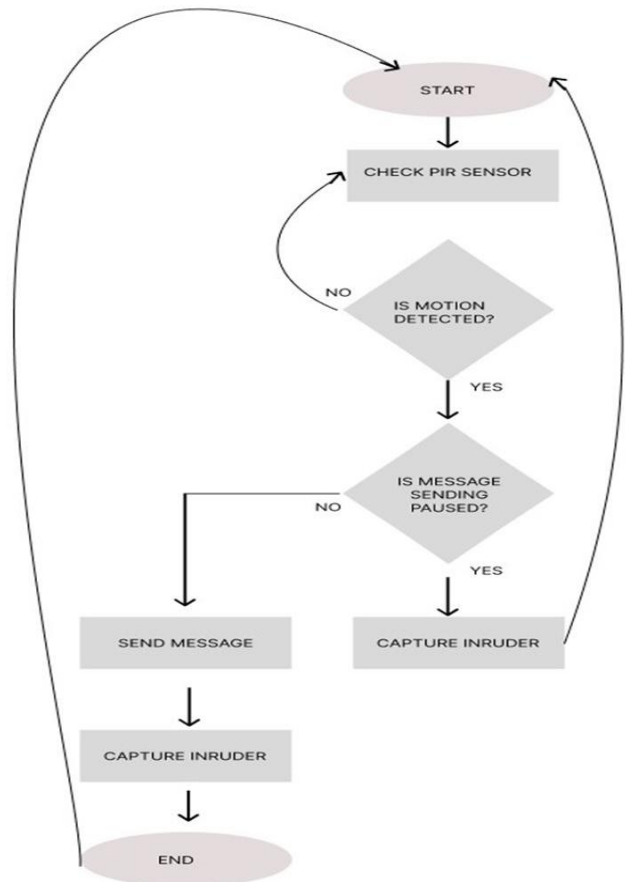 START
CHECK PIR SENSOR
NO
IS MOTION
DETECTED?
YES
IS MESSAGE
SENDING
PAUSED?
NO
YES
SEND MESSAGE
CAPTURE INRUDER
CAPTURE INRUDER
END